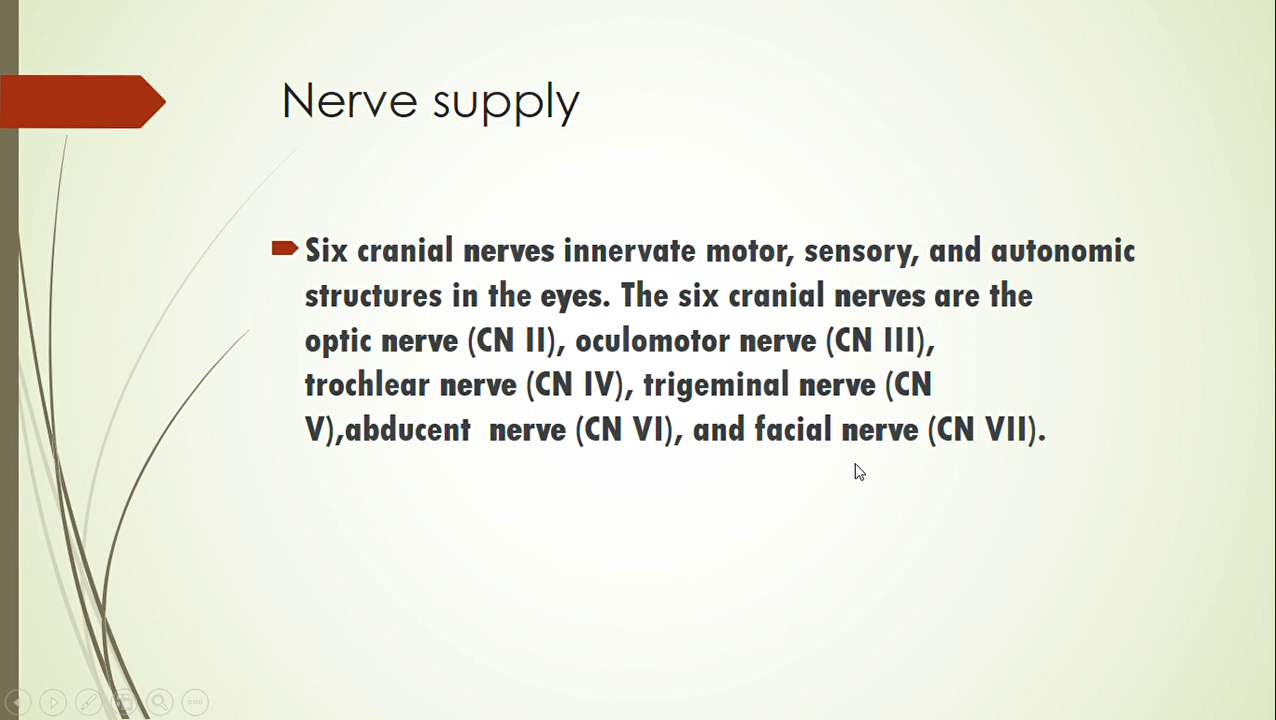 Nerve supply
Six cranial nerves innervate motor, sensory, and autonomic
structures in the eyes. The six cranial nerves are the
optic nerve (CN II), oculomotor nerve (CN III),
trochlear nerve (CN IV), trigeminal nerve (CN
V),abducent  nerve (CN VI), and facial nerve (CN VII).